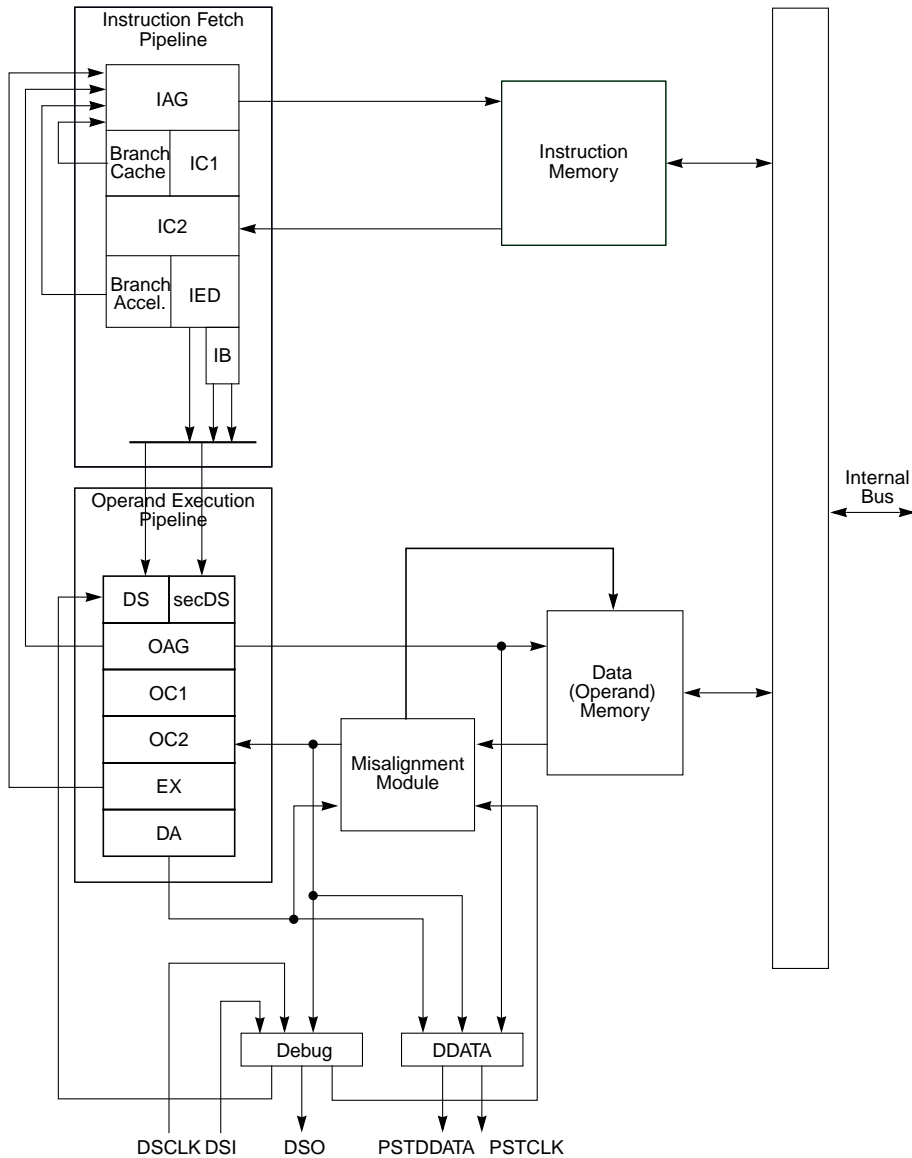 Instruction Fetch
Pipeline
IAG
Branch
Cache
IC1
IC2
Branch
Accel.
IED
IB
Instruction
Memory
Internal
Bus
Operand Execution
Pipeline
DS
secDS
OAG
OC1
OC2
EX
DA
Misalignment
Module
Data
(Operand)
Memory
Debug
DDATA
DSCLK
DSI
DSO
PSTDDATA
PSTCLK